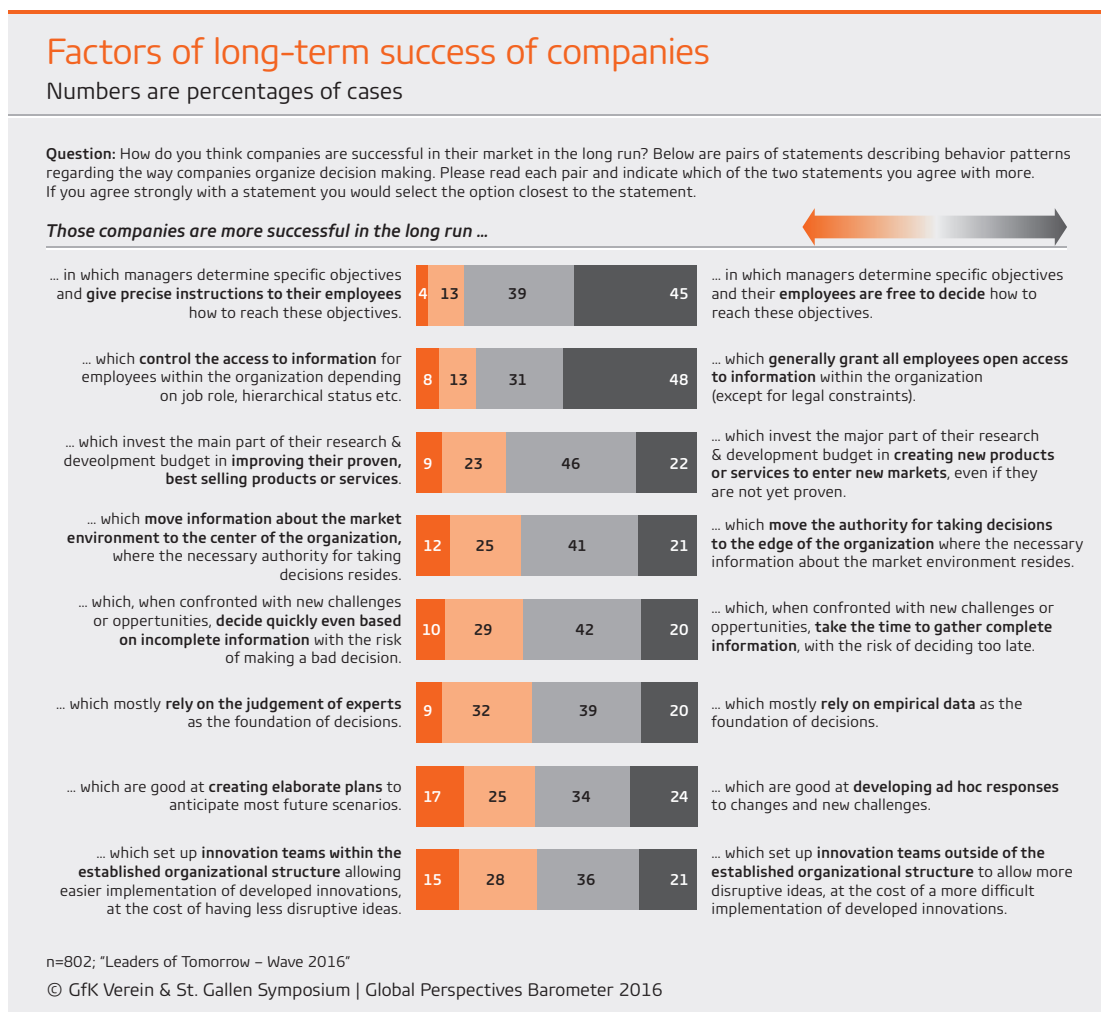 Factors of long-term success of companies
Numbers are percentages of cases
Question: How do you think companies are successful in their market in the long run? Below are pairs of statements describing behavior patterns
regarding the way companies organize decision making. Please read each pair and indicate which of the two statements you agree with more.
If you agree strongly with a statement you would select the option closest to the statement.
Those companies are more successful in the long run ...
... in which managers determine specific objectives
and give precise instructions to their employees
how to reach these objectives.
4 13 39 45
... in which managers determine specific objectives
and their employees are free to decide how to
reach these objectives.
... which control the access to information for
employees within the organization depending
on job role, hierarchical status etc.
8 13 31 48
... which generally grant all employees open access
to information within the organization
(except for legal constraints).
... which invest the main part of their research &
deveolpment budget in improving their proven,
best selling products or services.
9 23 46 22
... which invest the major part of their research
& development budget in creating new products
or services to enter new markets, even if they
are not yet proven.
... which move information about the market
environment to the center of the organization,
where the necessary authority for taking
decisions resides.
12 25 41 21
... which move the authority for taking decisions
to the edge of the organization where the necessary
information about the market environment resides.
... which, when confronted with new challenges
or oppertunities, decide quickly even based
on incomplete information with the risk
of making a bad decision.
10 29 42 20
... which, when confronted with new challenges or
oppertunities, take the time to gather complete
information, with the risk of deciding too late.
... which mostly rely on the judgement of experts
as the foundation of decisions.
9 32 39 20
... which mostly rely on empirical data as the
foundation of decisions.
... which are good at creating elaborate plans to
anticipate most future scenarios.
17 25 34 24
... which are good at developing ad hoc responses
to changes and new challenges.
... which set up innovation teams within the
established organizational structure allowing
easier implementation of developed innovations,
at the cost of having less disruptive ideas.
15 28 36 21
... which set up innovation teams outside of the
established organizational structure to allow more
disruptive ideas, at the cost of a more difficult
implementation of developed innovations.
n=802; "Leaders of Tomorrow – Wave 2016"
© GfK Verein & St. Gallen Symposium | Global Perspectives Barometer 2016